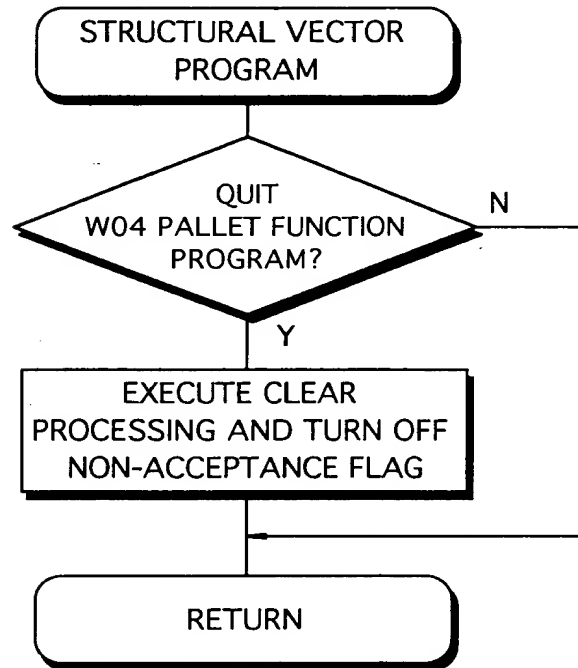 STRUCTURAL VECTOR
PROGRAM
QUIT
W04 PALLET FUNCTION
PROGRAM?
N
Y
EXECUTE CLEAR
PROCESSING AND TURN OFF
NON-ACCEPTANCE FLAG
RETURN